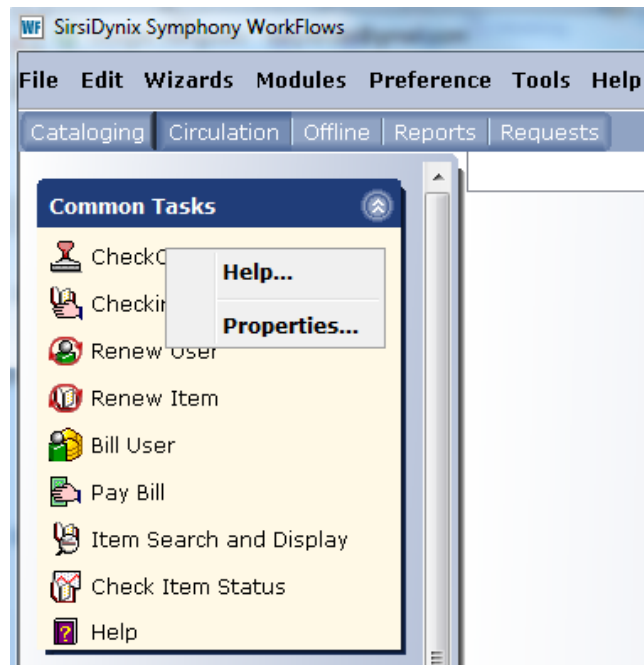 WF SirsiDynix Symphony WorkFlows
File Edit Wizards Modules Preference Tools Help
Cataloging Circulation Offline Reports Requests
Common Tasks
Help...
Properties...
Renew User
Renew Item
Bill User
Pay Bill
Item Search and Display
Check Item Status
Help